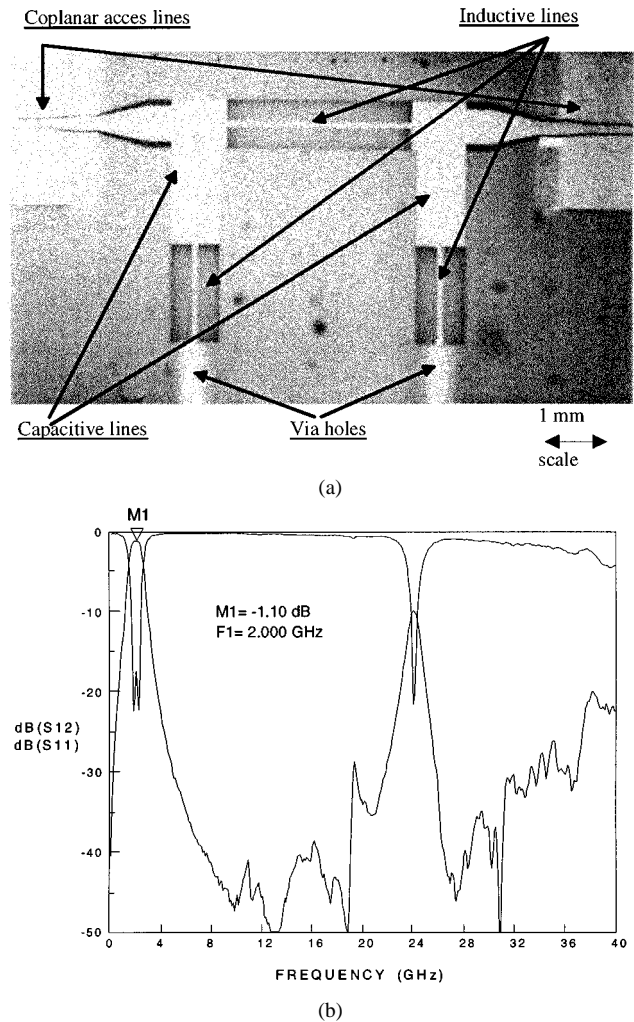 Coplanar acces lines
Inductive lines
Capacitive lines
Via holes
1 mm
scale
(a)
M1
0
-10
-20
-30
-40
-50
M1= -1.10 dB
F1= 2.000 GHz
dB(S12)
dB(S11)
0 4 8 12 16 20 24 28 32 36 40
FREQUENCY (GHz)
(b)